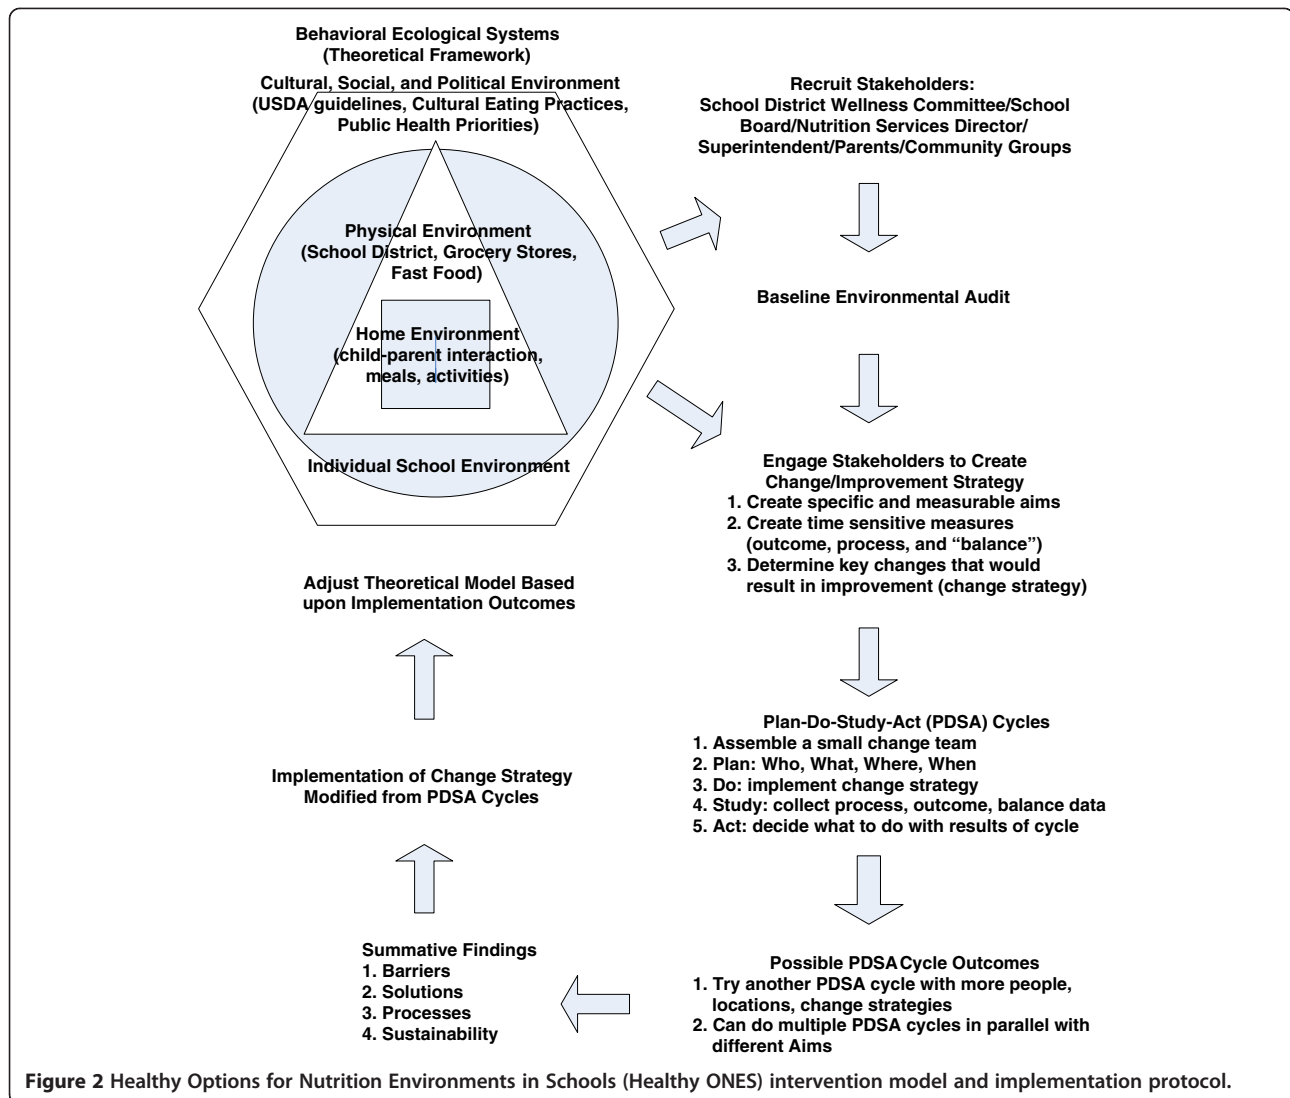 Behavioral Ecological Systems
(Theoretical Framework)
Cultural, Social, and Political Environment
(USDA guidelines, Cultural Eating Practices,
Public Health Priorities)
Physical Environment
(School District, Grocery Stores,
Fast Food)
Home Environment
(child-parent interaction,
meals, activities)
Individual School Environment
Recruit Stakeholders:
School District Wellness Committee/School
Board/Nutrition Services Director/
Superintendent/Parents/Community Groups
Baseline Environmental Audit
Engage Stakeholders to Create
Change/Improvement Strategy
1. Create specific and measurable aims
2. Create time sensitive measures
(outcome, process, and “balance”)
3. Determine key changes that would
result in improvement (change strategy)
Plan-Do-Study-Act (PDSA) Cycles
1. Assemble a small change team
2. Plan: Who, What, Where, When
3. Do: implement change strategy
4. Study: collect process, outcome, balance data
5. Act: decide what to do with results of cycle
Possible PDSA Cycle Outcomes
1. Try another PDSA cycle with more people,
locations, change strategies
2. Can do multiple PDSA cycles in parallel with
different Aims
Summative Findings
1. Barriers
2. Solutions
3. Processes
4. Sustainability
Implementation of Change Strategy
Modified from PDSA Cycles
Adjust Theoretical Model Based
upon Implementation Outcomes
Figure 2 Healthy Options for Nutrition Environments in Schools (Healthy ONES) intervention model and implementation protocol.